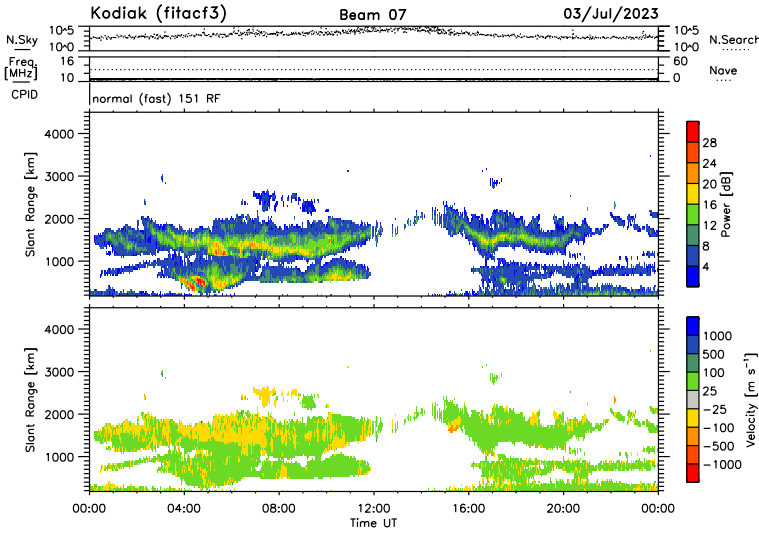 Kodiak (fitacf3) Beam 07 03/Jul/2023
N.Sky 10^5 10^0 10^5 10^0 N.Search
Freq. [MHz] 16 10 60 0 Nave
CPID normal (fast) 151 RF
Slant Range [km] 4000 3000 2000 1000
28 24 20 16 12 8 4 Power [dB]
Slant Range [km] 4000 3000 2000 1000
1000 500 100 25 -25 -100 -500 -1000 Velocity [m s⁻¹]
00:00 04:00 08:00 12:00 16:00 20:00 00:00
Time UT